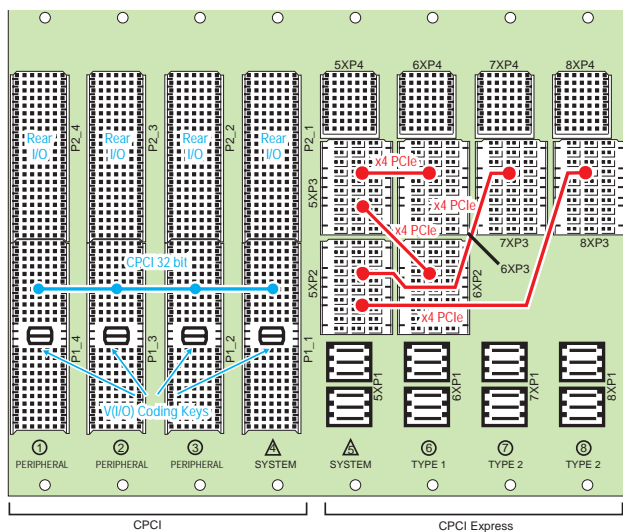 5XP4 6XP4 7XP4 8XP4
Rear I/O
Rear I/O
Rear I/O
Rear I/O
P2_4
P2_3
P2_2
P2_1
x4 PCIe
x4 PCIe
x4 PCIe
5XP3
7XP3
8XP3
6XP3
CPCI 32 bit
5XP2
6XP2
x4 PCIe
P1_4
P1_3
P1_2
P1_1
V(I/O) Coding Keys
5XP1
6XP1
7XP1
8XP1
1 2 3 4 5 6 7 8
PERIPHERAL PERIPHERAL PERIPHERAL SYSTEM SYSTEM TYPE 1 TYPE 2 TYPE 2
CPCI CPCI Express